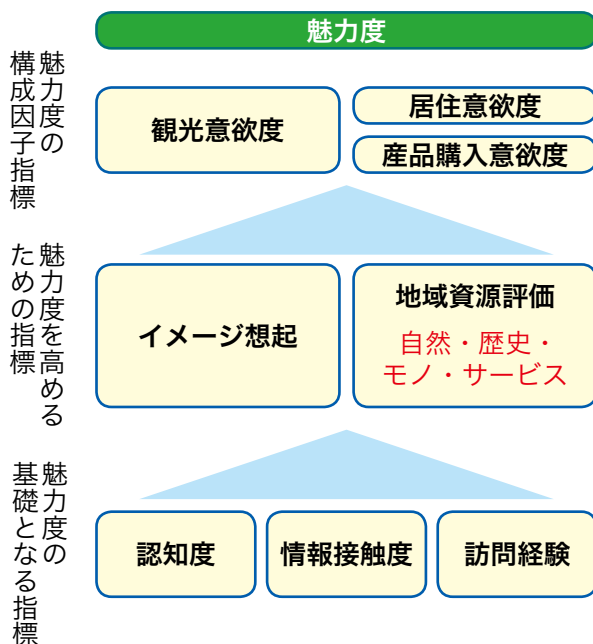 魅力度
魅力度の
構成因子指標
観光意欲度
居住意欲度
産品購入意欲度
魅力度を高める
ための指標
イメージ想起
地域資源評価
自然・歴史・
モノ・サービス
魅力度の
基礎となる指標
認知度
情報接触度
訪問経験